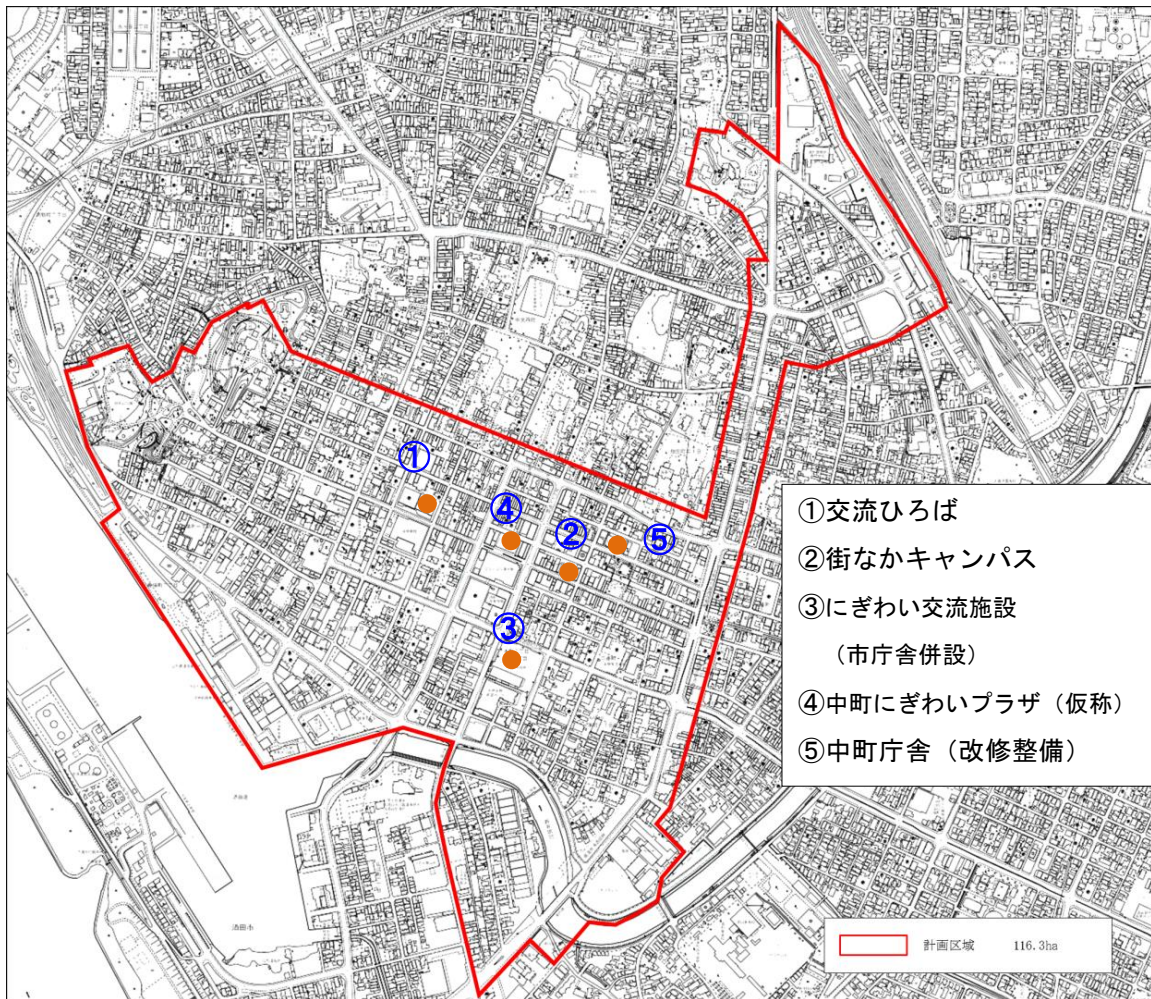 ①
④
②
⑤
③
①交流ひろば
②街なかキャンパス
③にぎわい交流施設
（市庁舎併設）
④中町にぎわいプラザ（仮称）
⑤中町庁舎（改修整備）
酒田市
計画区域 116.3ha